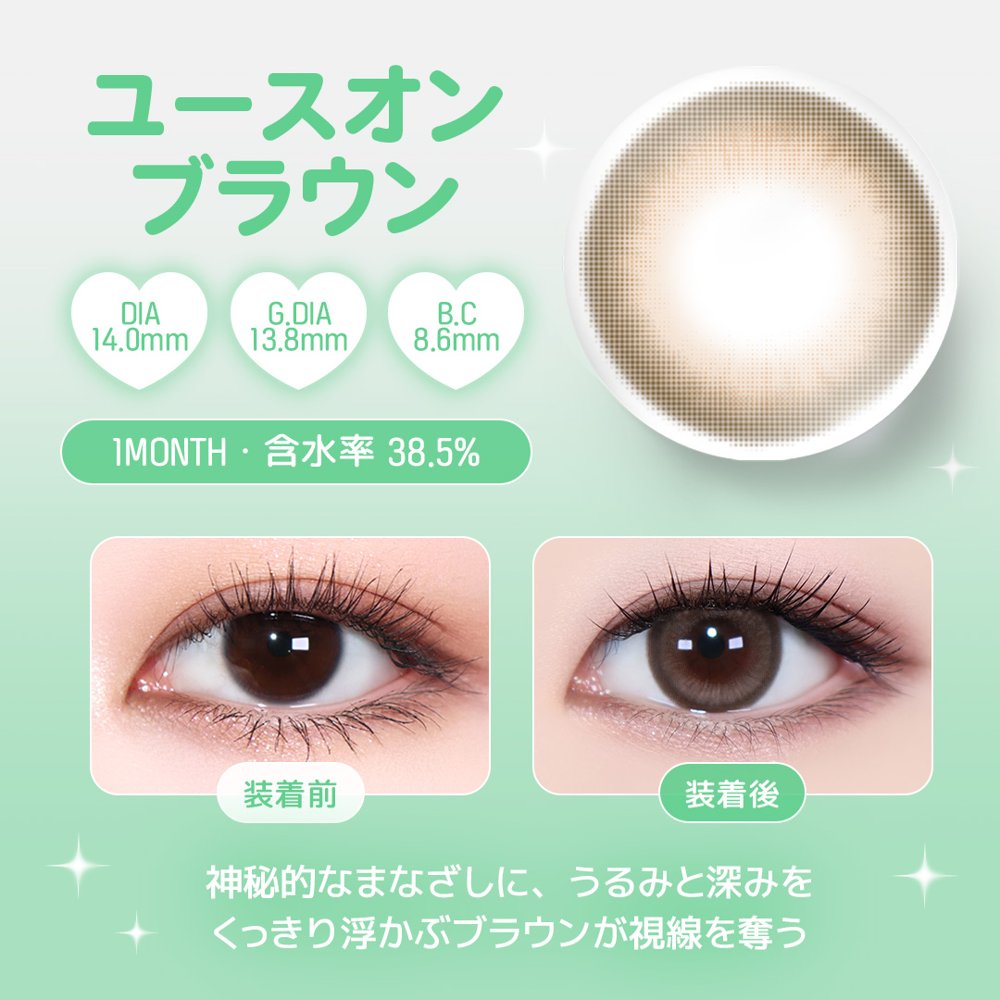 ユースオン
ブラウン
DIA
14.0mm
G.DIA
13.8mm
B.C
8.6mm
1MONTH・含水率 38.5%
装着前
装着後
神秘的なまなざしに、うるみと深みを
くっきり浮かぶブラウンが視線を奪う